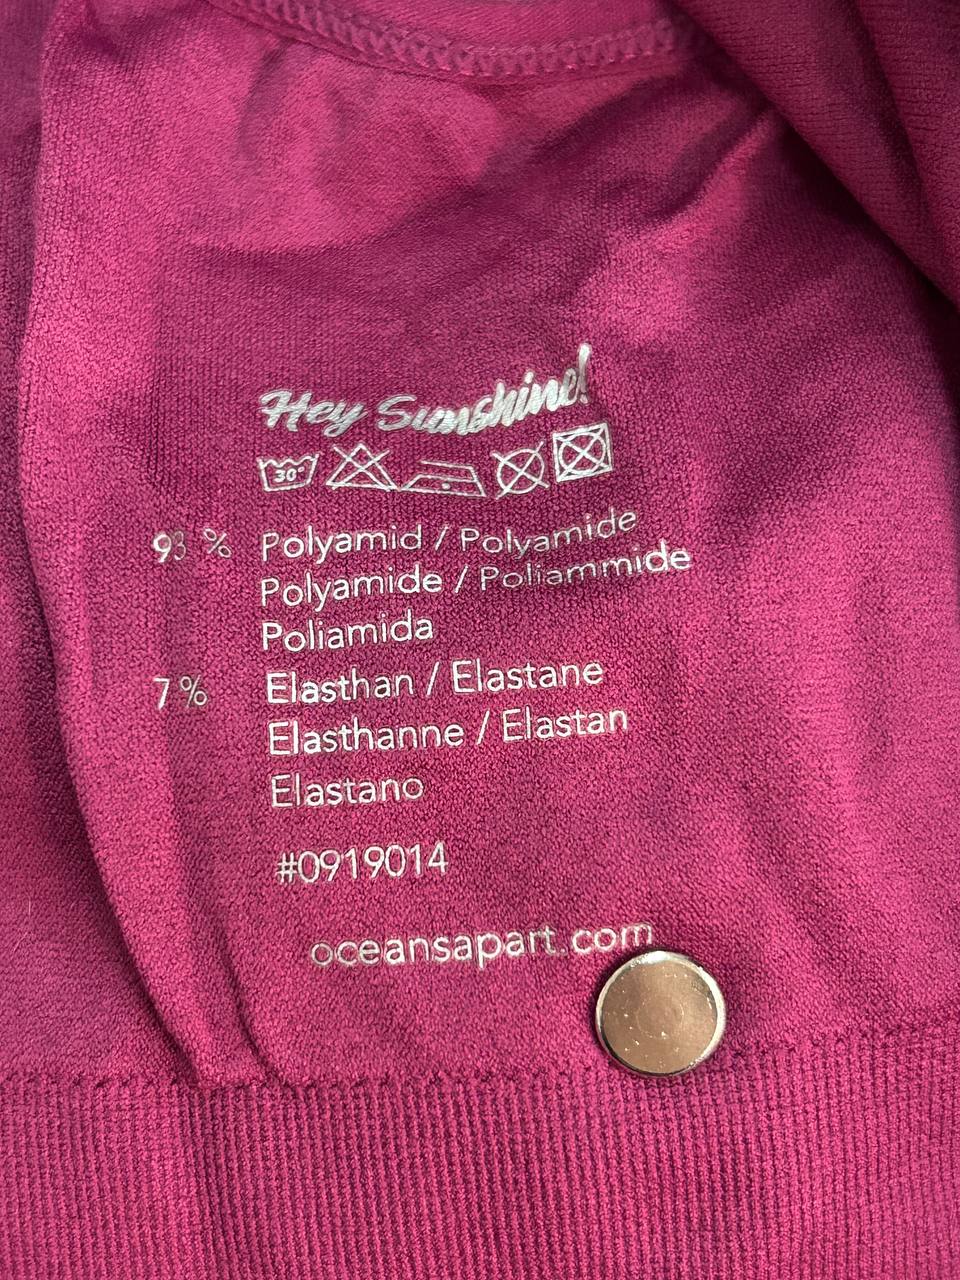 Hey Sunshine!
30°
93 % Polyamid / Polyamide
Polyamide / Poliammide
Poliamida
7 % Elasthan / Elastane
Elasthanne / Elastan
Elastano
#0919014
oceansapart.com